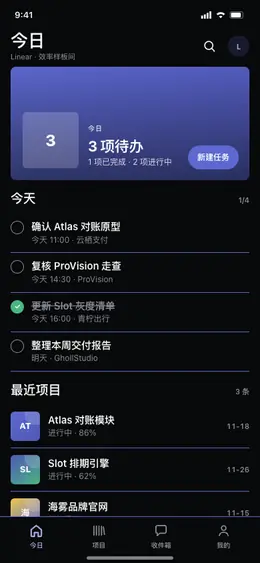 9:41
今日
L
Linear · 效率样板间
今日
3
3 项待办
1 项已完成 · 2 项进行中
新建任务
今天
1/4
确认 Atlas 对账原型
今天 11:00 · 云栖支付
复核 ProVision 走查
今天 14:30 · ProVision
更新 Slot 灰度清单
今天 16:00 · 青柠出行
整理本周交付报告
明天 · GhollStudio
最近项目
3 条
AT
Atlas 对账模块
进行中 · 86%
11-18
SL
Slot 排期引擎
进行中 · 62%
11-26
海
海雾品牌官网
11-15
今日
项目
收件箱
我的